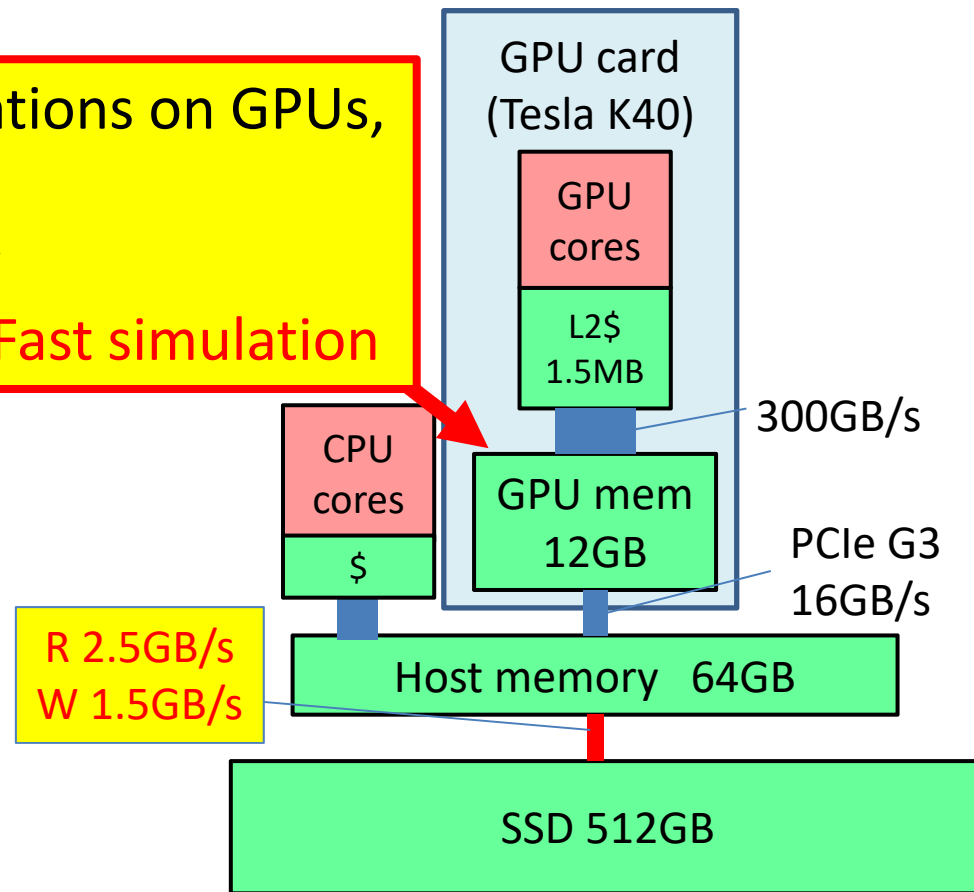 GPU card
(Tesla K40)
ations on GPUs,
Fast simulation
GPU
cores
L2$
1.5MB
300GB/s
CPU
cores
$
GPU mem
12GB
PCIe G3
16GB/s
R 2.5GB/s
W 1.5GB/s
Host memory 64GB
SSD 512GB